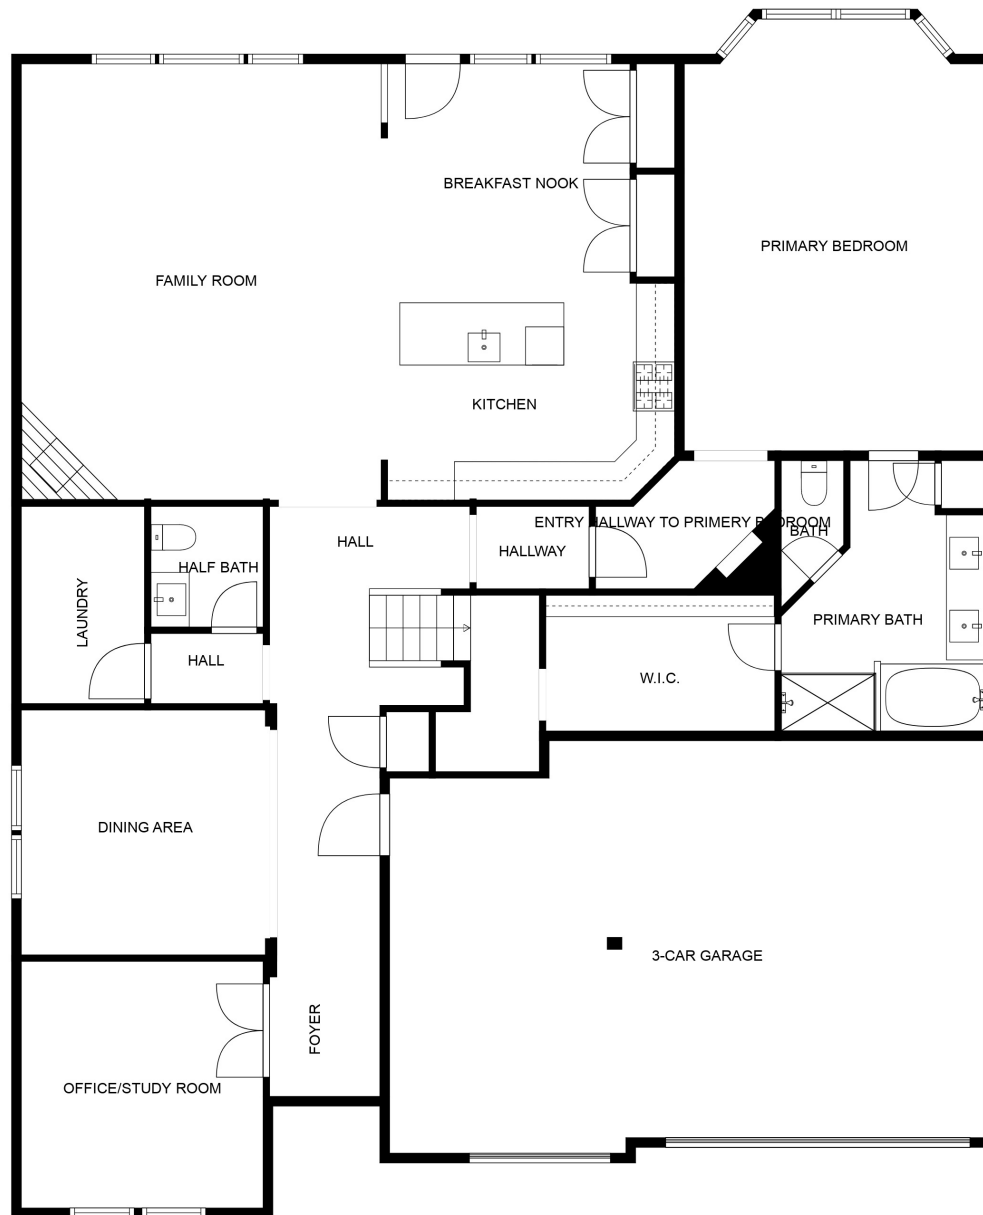 BREAKFAST NOOK
PRIMARY BEDROOM
FAMILY ROOM
KITCHEN
ENTRY HALLWAY TO PRIMERY BEDROOM
BATH
HALL
HALLWAY
HALF BATH
LAUNDRY
PRIMARY BATH
HALL
W.I.C.
DINING AREA
3-CAR GARAGE
FOYER
OFFICE/STUDY ROOM